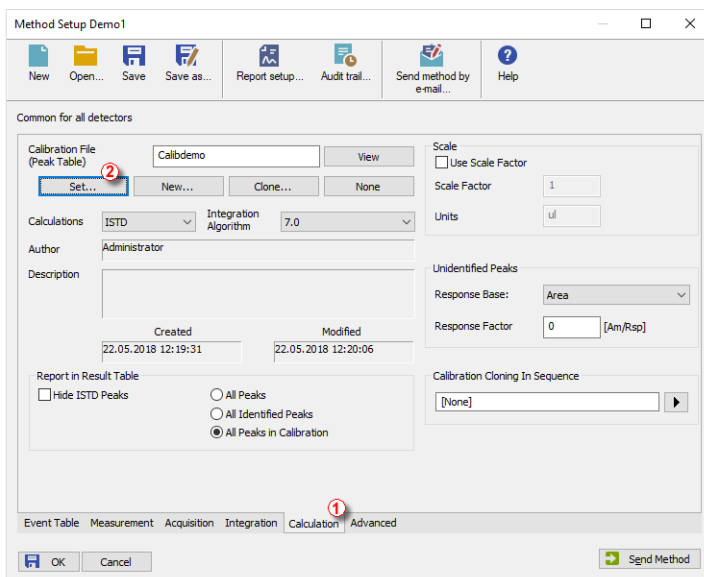 Method Setup Demo1
New Open... Save Save as... Report setup... Audit trail... Send method by e-mail... Help
Common for all detectors
Calibration File
(Peak Table)
Calibdemo
View
2
Set... New... Clone... None
Calculations ISTD Integration Algorithm 7.0
Author Administrator
Description
Created Modified
22.05.2018 12:19:31 22.05.2018 12:20:06
Report in Result Table
Hide ISTD Peaks
All Peaks
All Identified Peaks
All Peaks in Calibration
Scale
Use Scale Factor
Scale Factor 1
Units ul
Unidentified Peaks
Response Base: Area
Response Factor 0 [Am/Rsp]
Calibration Cloning In Sequence
[None]
1
Event Table Measurement Acquisition Integration Calculation Advanced
OK Cancel Send Method